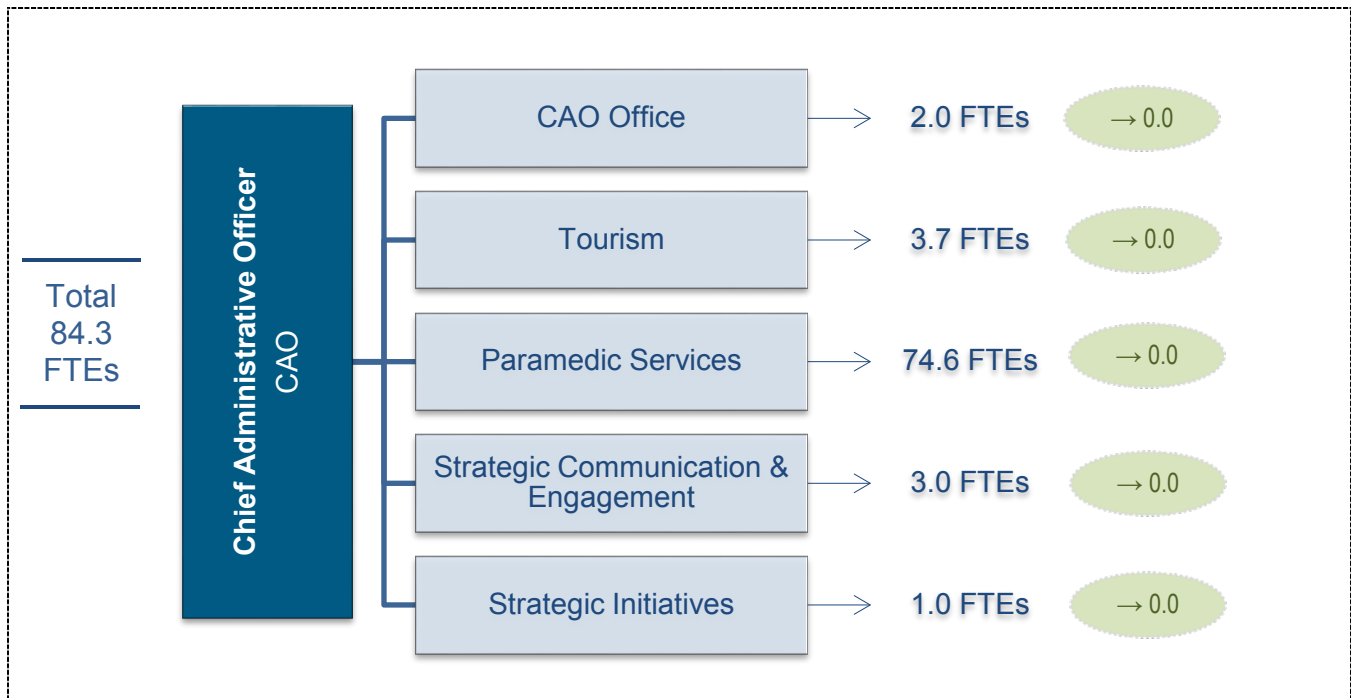 Total
84.3
FTEs
Chief Administrative Officer
CAO
CAO Office
2.0 FTEs
→ 0.0
Tourism
3.7 FTEs
→ 0.0
Paramedic Services
74.6 FTEs
→ 0.0
Strategic Communication &
Engagement
3.0 FTEs
→ 0.0
Strategic Initiatives
1.0 FTEs
→ 0.0